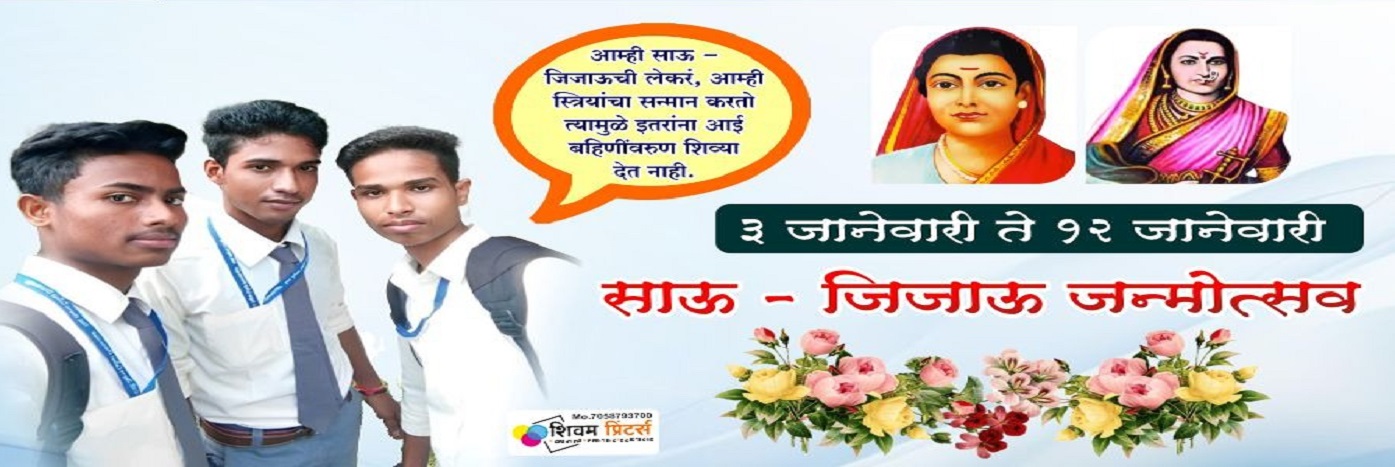 आम्ही साऊ –
जिजाऊची लेकरं, आम्ही
स्त्रियांचा सन्मान करतो
त्यामुळे इतरांना आई
बहिणींवरुण शिव्या
देत नाही.
३ जानेवारी ते १२ जानेवारी
साऊ - जिजाऊ जन्मोत्सव
Mo.7058793700
शिवम प्रिंटर्स